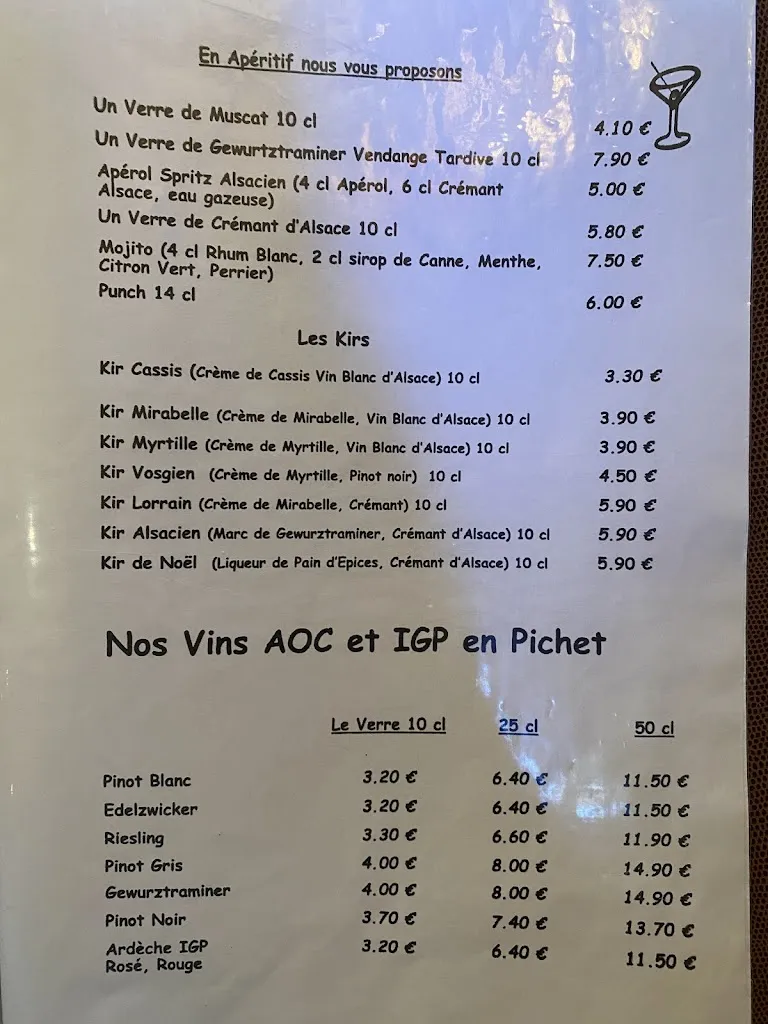 En Apéritif nous vous proposons
Un Verre de Muscat 10 cl 4.10 €
Un Verre de Gewurtztraminer Vendange Tardive 10 cl 7.90 €
Apérol Spritz Alsacien (4 cl Apérol, 6 cl Crémant 5.00 €
Alsace, eau gazeuse)
Un Verre de Crémant d'Alsace 10 cl 5.80 €
Mojito (4 cl Rhum Blanc, 2 cl sirop de Canne, Menthe, 7.50 €
Citron Vert, Perrier)
Punch 14 cl 6.00 €
Les Kirs
Kir Cassis (Crème de Cassis Vin Blanc d'Alsace) 10 cl 3.30 €
Kir Mirabelle (Crème de Mirabelle, Vin Blanc d'Alsace) 10 cl 3.90 €
Kir Myrtille (Crème de Myrtille, Vin Blanc d'Alsace) 10 cl 3.90 €
Kir Vosgien (Crème de Myrtille, Pinot noir) 10 cl 4.50 €
Kir Lorrain (Crème de Mirabelle, Crémant) 10 cl 5.90 €
Kir Alsacien (Marc de Gewurztraminer, Crémant d'Alsace) 10 cl 5.90 €
Kir de Noël (Liqueur de Pain d'Epices, Crémant d'Alsace) 10 cl 5.90 €
Nos Vins AOC et IGP en Pichet
Le Verre 10 cl 25 cl 50 cl
Pinot Blanc 3.20 € 6.40 € 11.50 €
Edelzwicker 3.20 € 6.40 € 11.50 €
Riesling 3.30 € 6.60 € 11.90 €
Pinot Gris 4.00 € 8.00 € 14.90 €
Gewurztraminer 4.00 € 8.00 € 14.90 €
Pinot Noir 3.70 € 7.40 € 13.70 €
Ardèche IGP 3.20 € 6.40 € 11.50 €
Rosé, Rouge